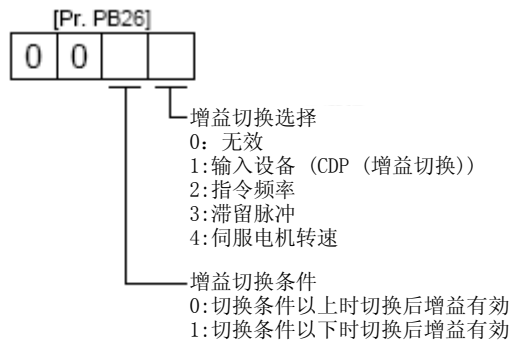 [Pr. PB26]
0 0
增益切换选择
0：无效
1:输入设备 (CDP (增益切换))
2:指令频率
3:滞留脉冲
4:伺服电机转速
增益切换条件
0:切换条件以上时切换后增益有効
1:切换条件以下时切换后增益有効